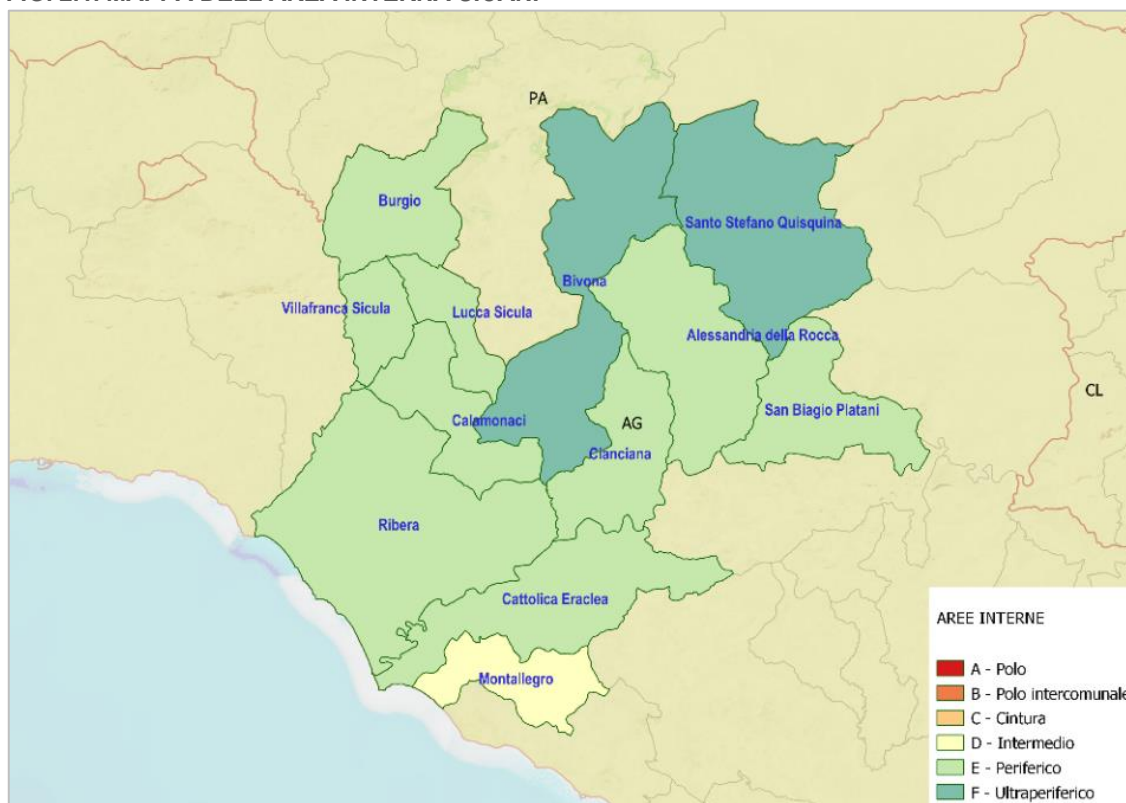 PA
Burgio
Santo Stefano Quisquina
Bivona
Villafranca Sicula
Lucca Sicula
Alessandria della Rocca
CL
San Biagio Platani
Calamonaci
AG
Cianciana
Ribera
Cattolica Eraclea
Montallegro
AREE INTERNE
A - Polo
B - Polo intercomunale
C - Cintura
D - Intermedio
E - Periferico
F - Ultraperiferico